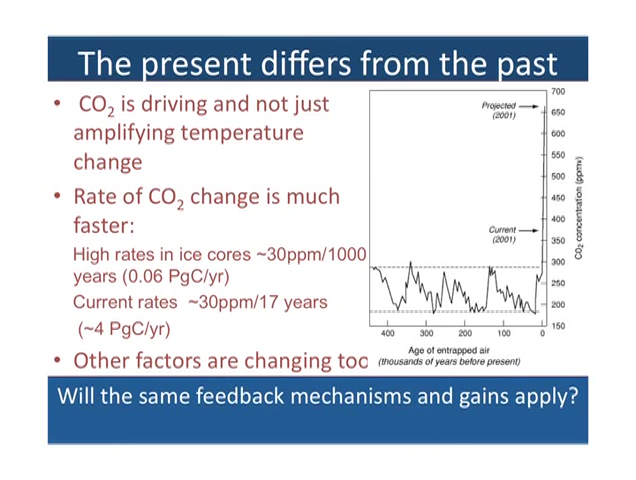 The present differs from the past
• CO2 is driving and not just
amplifying temperature
change
• Rate of CO2 change is much
faster:
High rates in ice cores ~30ppm/1000
years (0.06 PgC/yr)
Current rates ~30ppm/17 years
(~4 PgC/yr)
• Other factors are changing too
700
650
600
550
500
450
400
350
300
250
200
150
CO2 concentration (ppmv)
Projected
(2001)
Current
(2001)
400 300 200 100 0
Age of entrapped air
(thousands of years before present)
Will the same feedback mechanisms and gains apply?